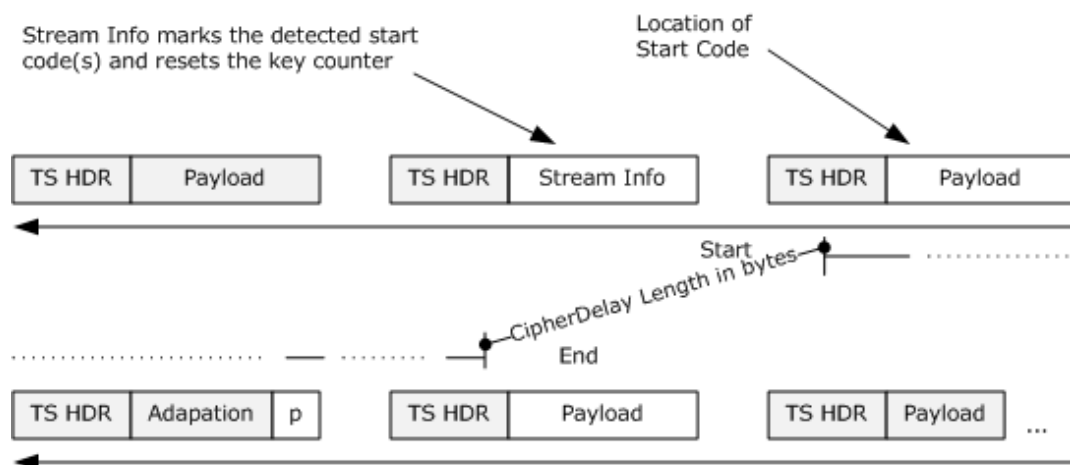 Stream Info marks the detected start
code(s) and resets the key counter
Location of
Start Code
TS HDR Payload TS HDR Stream Info TS HDR Payload
Start
CipherDelay Length in bytes
End
TS HDR Adapation p TS HDR Payload TS HDR Payload ...